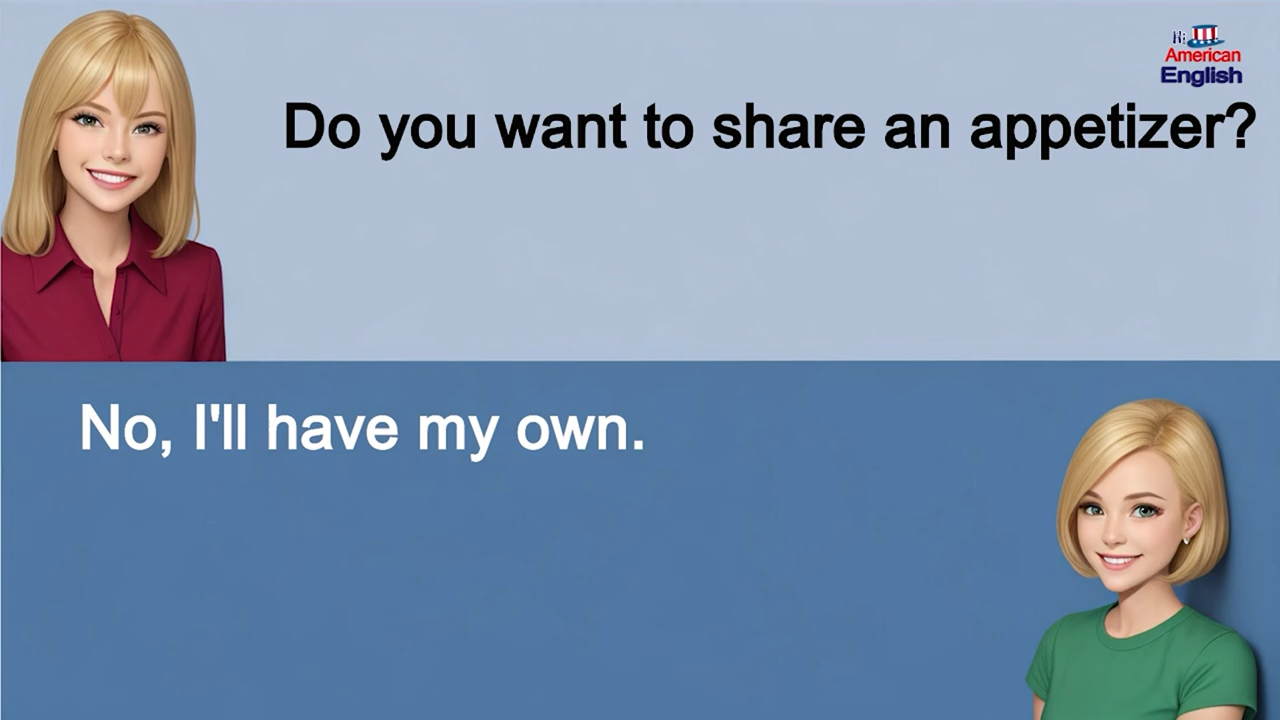 Hi
American
English
Do you want to share an appetizer?
No, I'll have my own.